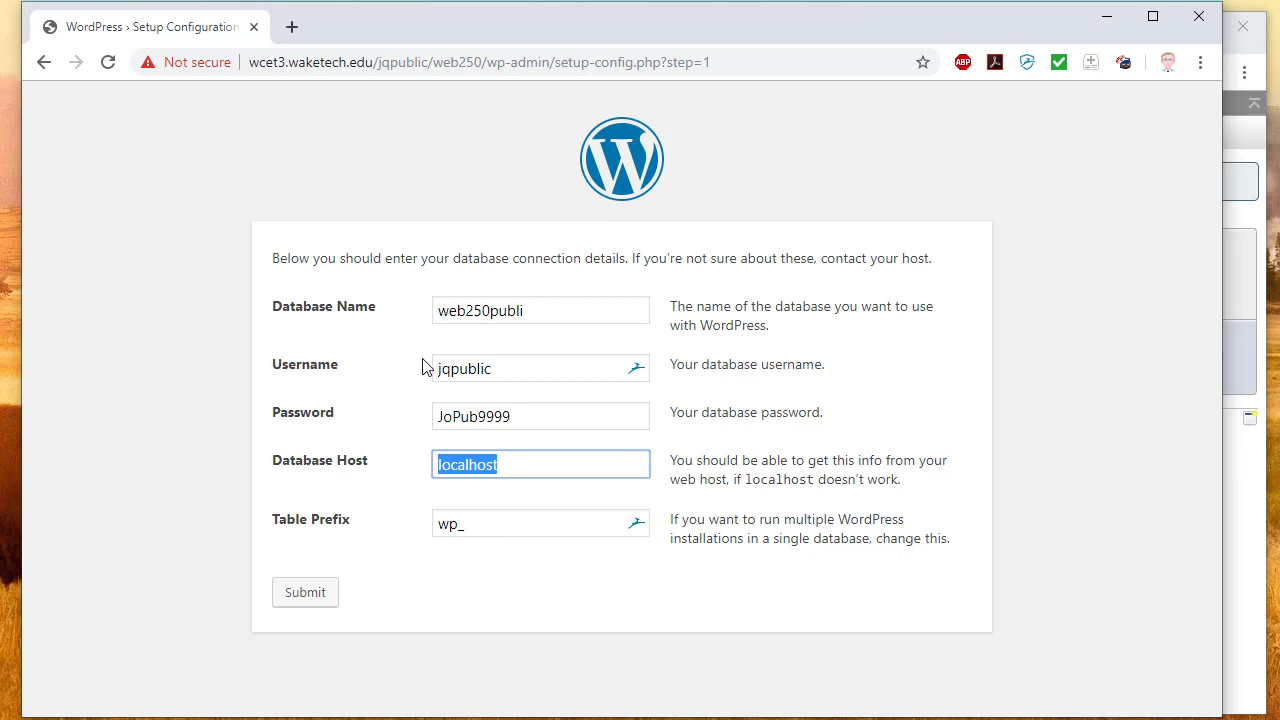 WordPress › Setup Configuration
Not secure | wcet3.waketech.edu/jqpublic/web250/wp-admin/setup-config.php?step=1
ABP
W
Below you should enter your database connection details. If you're not sure about these, contact your host.
Database Name
web250publi
The name of the database you want to use
with WordPress.
Username
jqpublic
Your database username.
Password
JoPub9999
Your database password.
Database Host
localhost
You should be able to get this info from your
web host, if localhost doesn't work.
Table Prefix
wp_
If you want to run multiple WordPress
installations in a single database, change this.
Submit